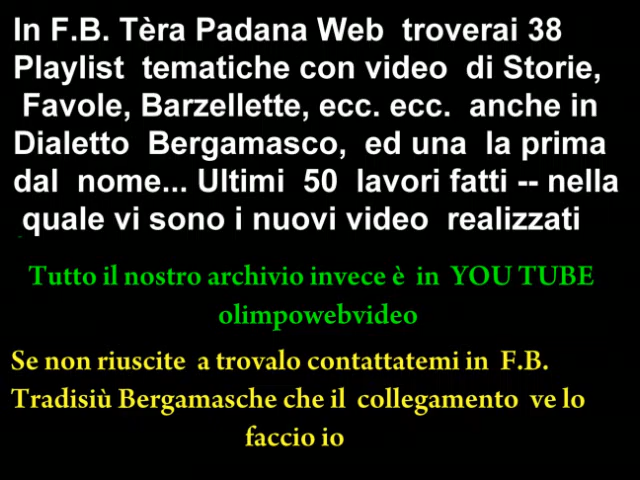 In F.B. Tèra Padana Web troverai 38
Playlist tematiche con video di Storie,
Favole, Barzellette, ecc. ecc. anche in
Dialetto Bergamasco, ed una la prima
dal nome... Ultimi 50 lavori fatti -- nella
quale vi sono i nuovi video realizzati
Tutto il nostro archivio invece è in YOU TUBE
olimpowebvideo
Se non riuscite a trovalo contattatemi in F.B.
Tradisiù Bergamasche che il collegamento ve lo
faccio io